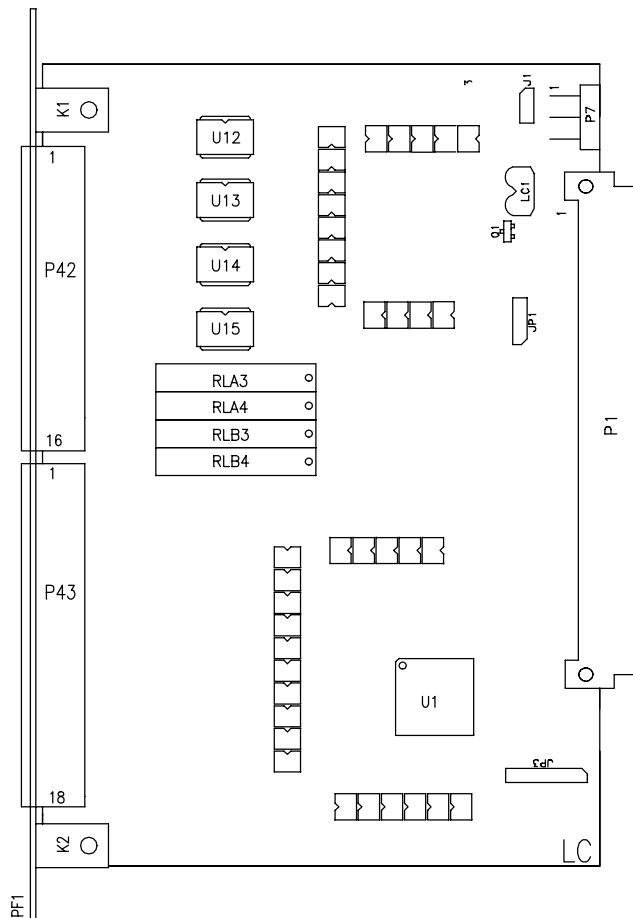 3
J1
1
P7
K1
U12
1
U13
LC1
1
Q1
P42
U14
JP1
U15
RLA3
RLA4
P1
RLB3
16
RLB4
1
P43
U1
JP3
18
K2
LC
PF1